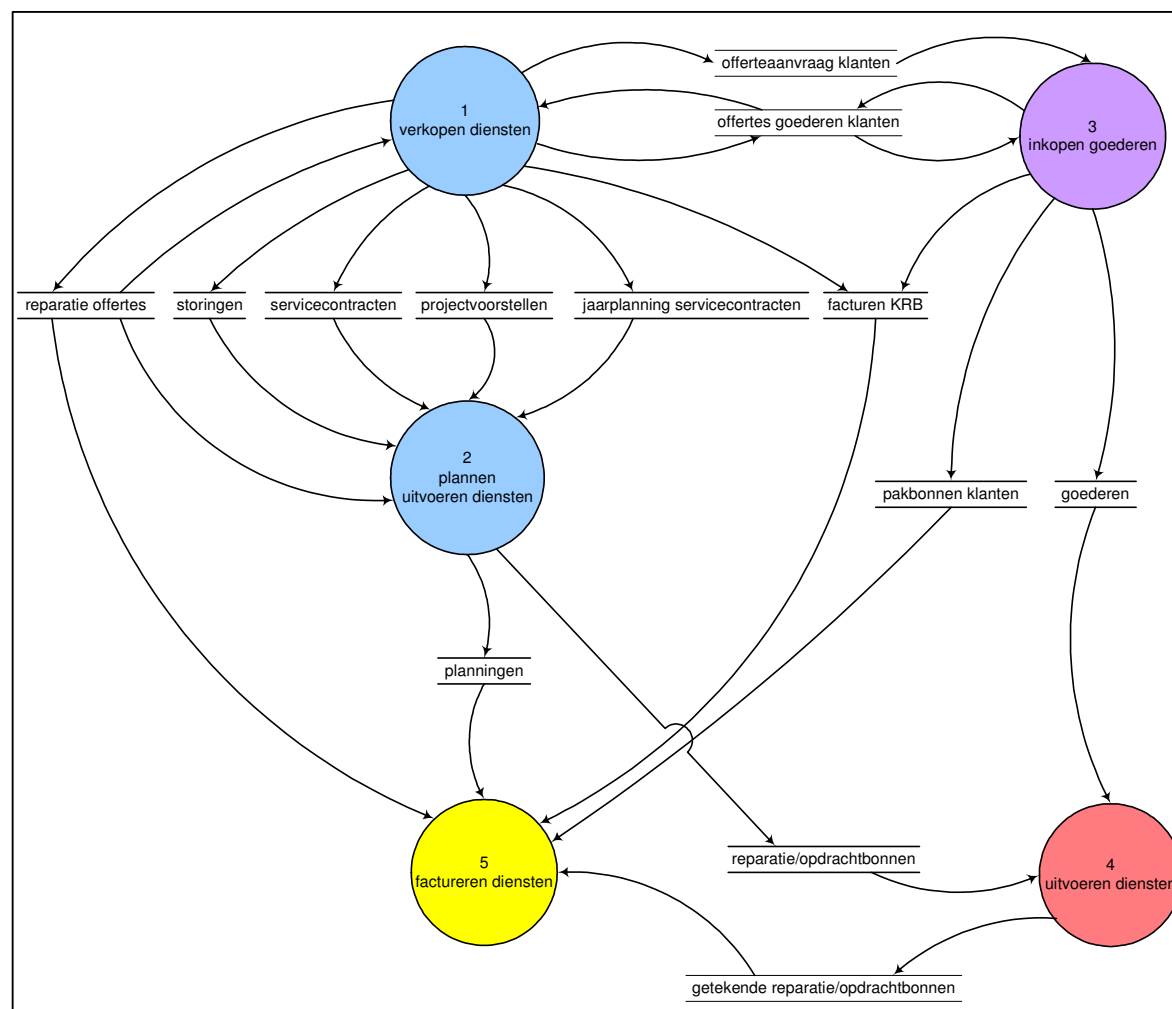 offerteaanvraag klanten
1
verkopen diensten
offertes goederen klanten
3
inkopen goederen
reparatie offertes
storingen
servicecontracten
projectvoorstellen
jaarplanning servicecontracten
facturen KRB
2
plannen
uitvoeren diensten
pakbonnen klanten
goederen
planningen
5
factureren diensten
reparatie/opdrachtbonnen
4
uitvoeren diensten
getekende reparatie/opdrachtbonnen